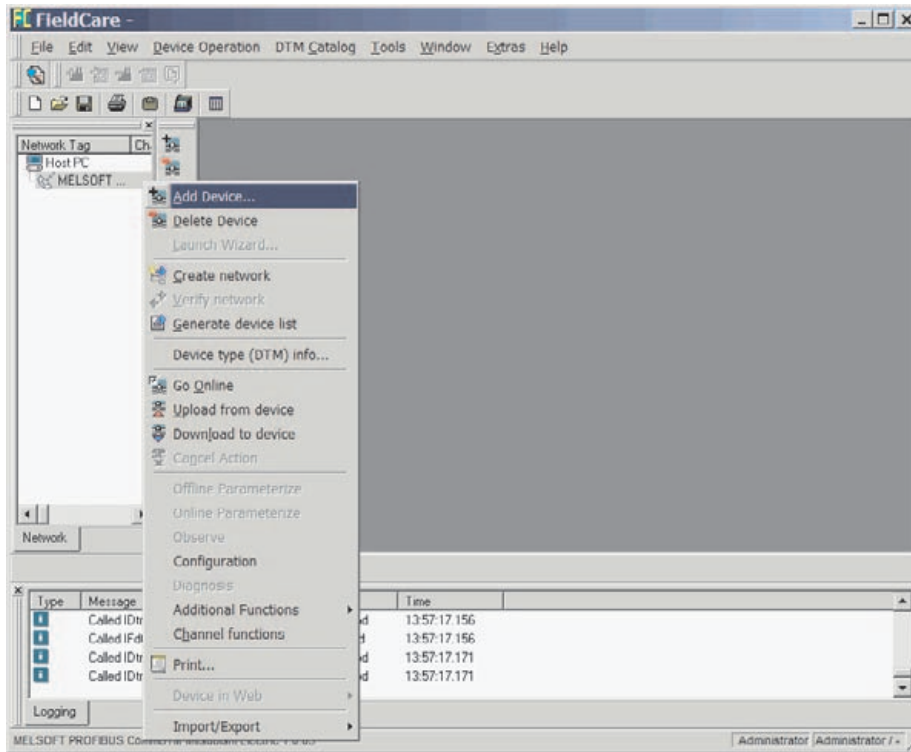 FieldCare -
File Edit View Device Operation DTM Catalog Tools Window Extras Help
Network Tag Ch
Host PC
MELSOFT ...
Add Device...
Delete Device
Launch Wizard...
Create network
Verify network
Generate device list
Device type (DTM) info...
Go Online
Upload from device
Download to device
Cancel Action
Offline Parameterize
Online Parameterize
Observe
Configuration
Diagnosis
Additional Functions
Channel functions
Print...
Device in Web
Import/Export
Network
Type Message Time
Called IDtr d 13:57:17.156
Called IFd d 13:57:17.156
Called IDtr d 13:57:17.171
Called IDtr d 13:57:17.171
Logging
MELSOFT PROFIBUS Administrator Administrator / -